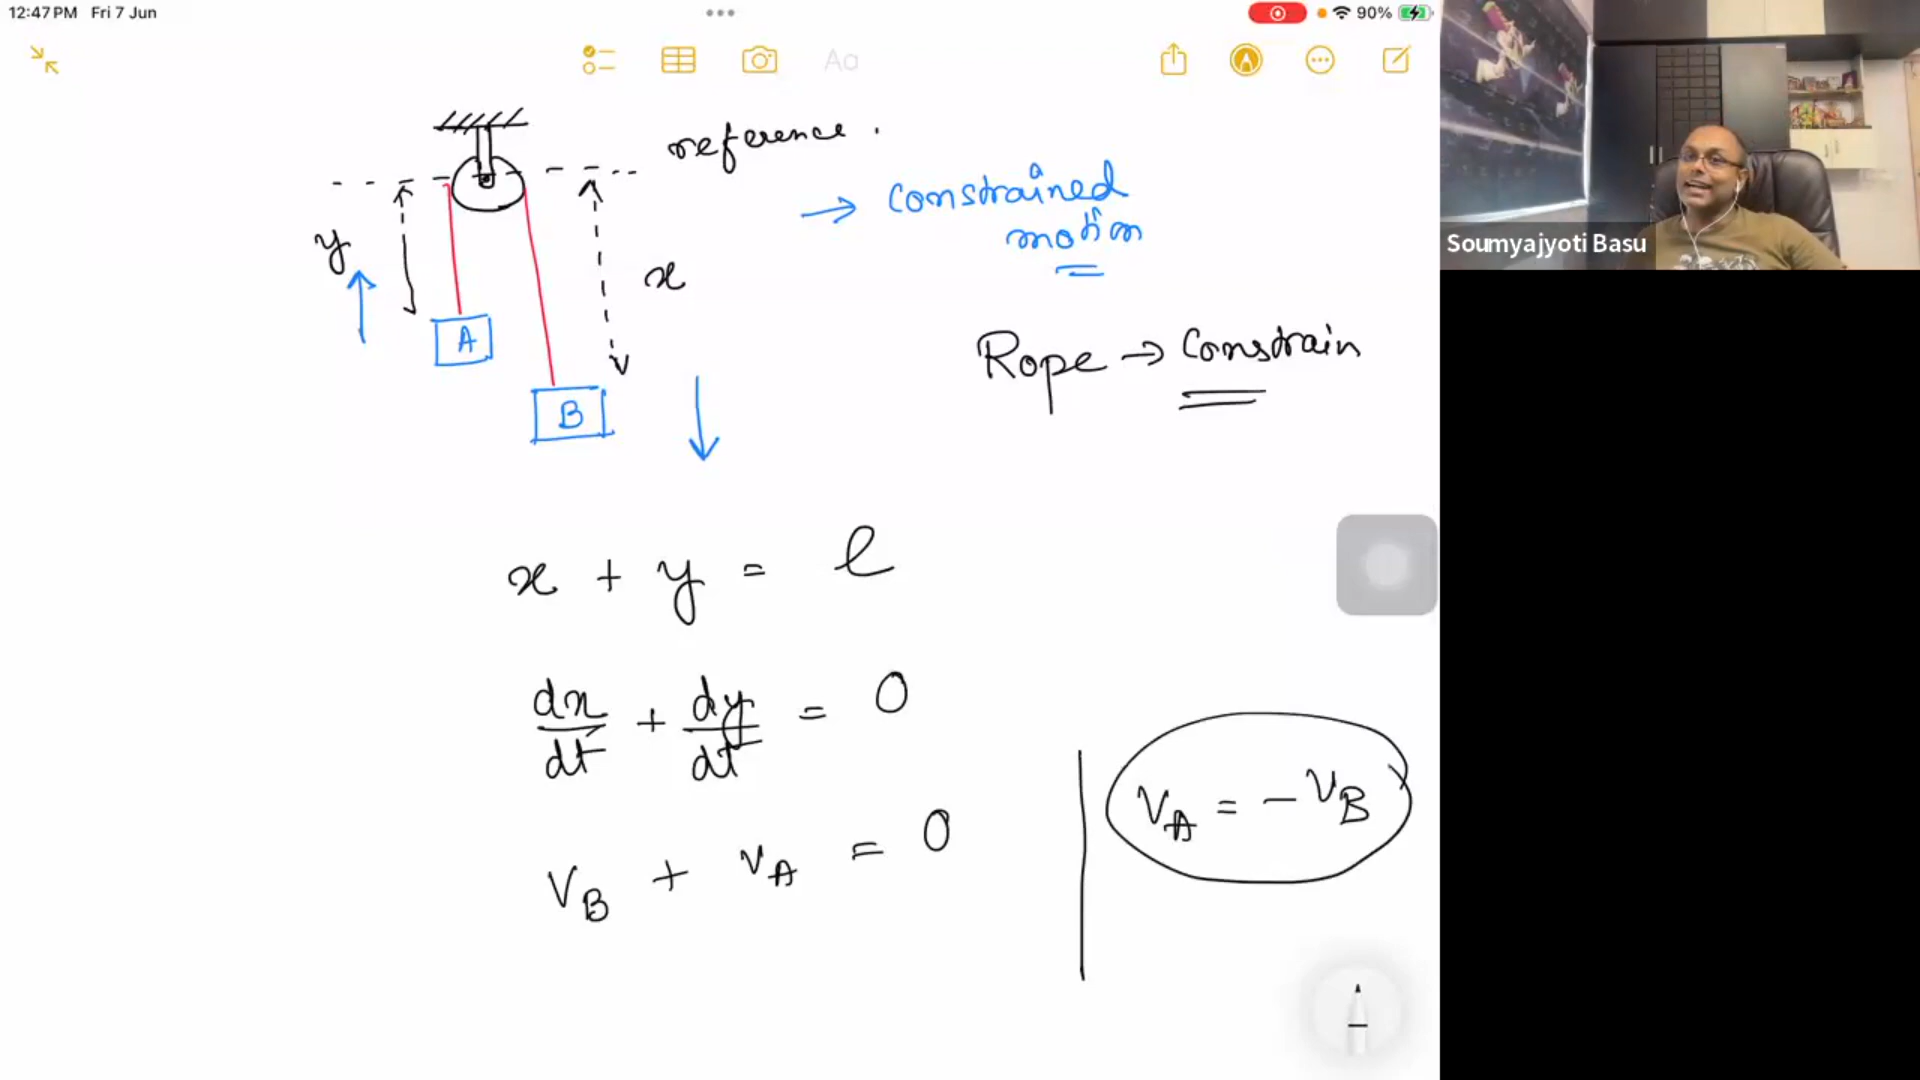 12:47 PM Fri 7 Jun
90%
Aa
reference.
→ Constrained
motion
y
x
A
B
Rope → Constrain
x + y = l
dx/dt + dy/dt = 0
V_B + V_A = 0
V_A = - V_B
Soumyajyoti Basu